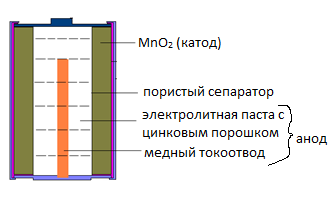 MnO₂ (катод)
пористый сепаратор
электролитная паста с
цинковым порошком
анод
медный токоотвод